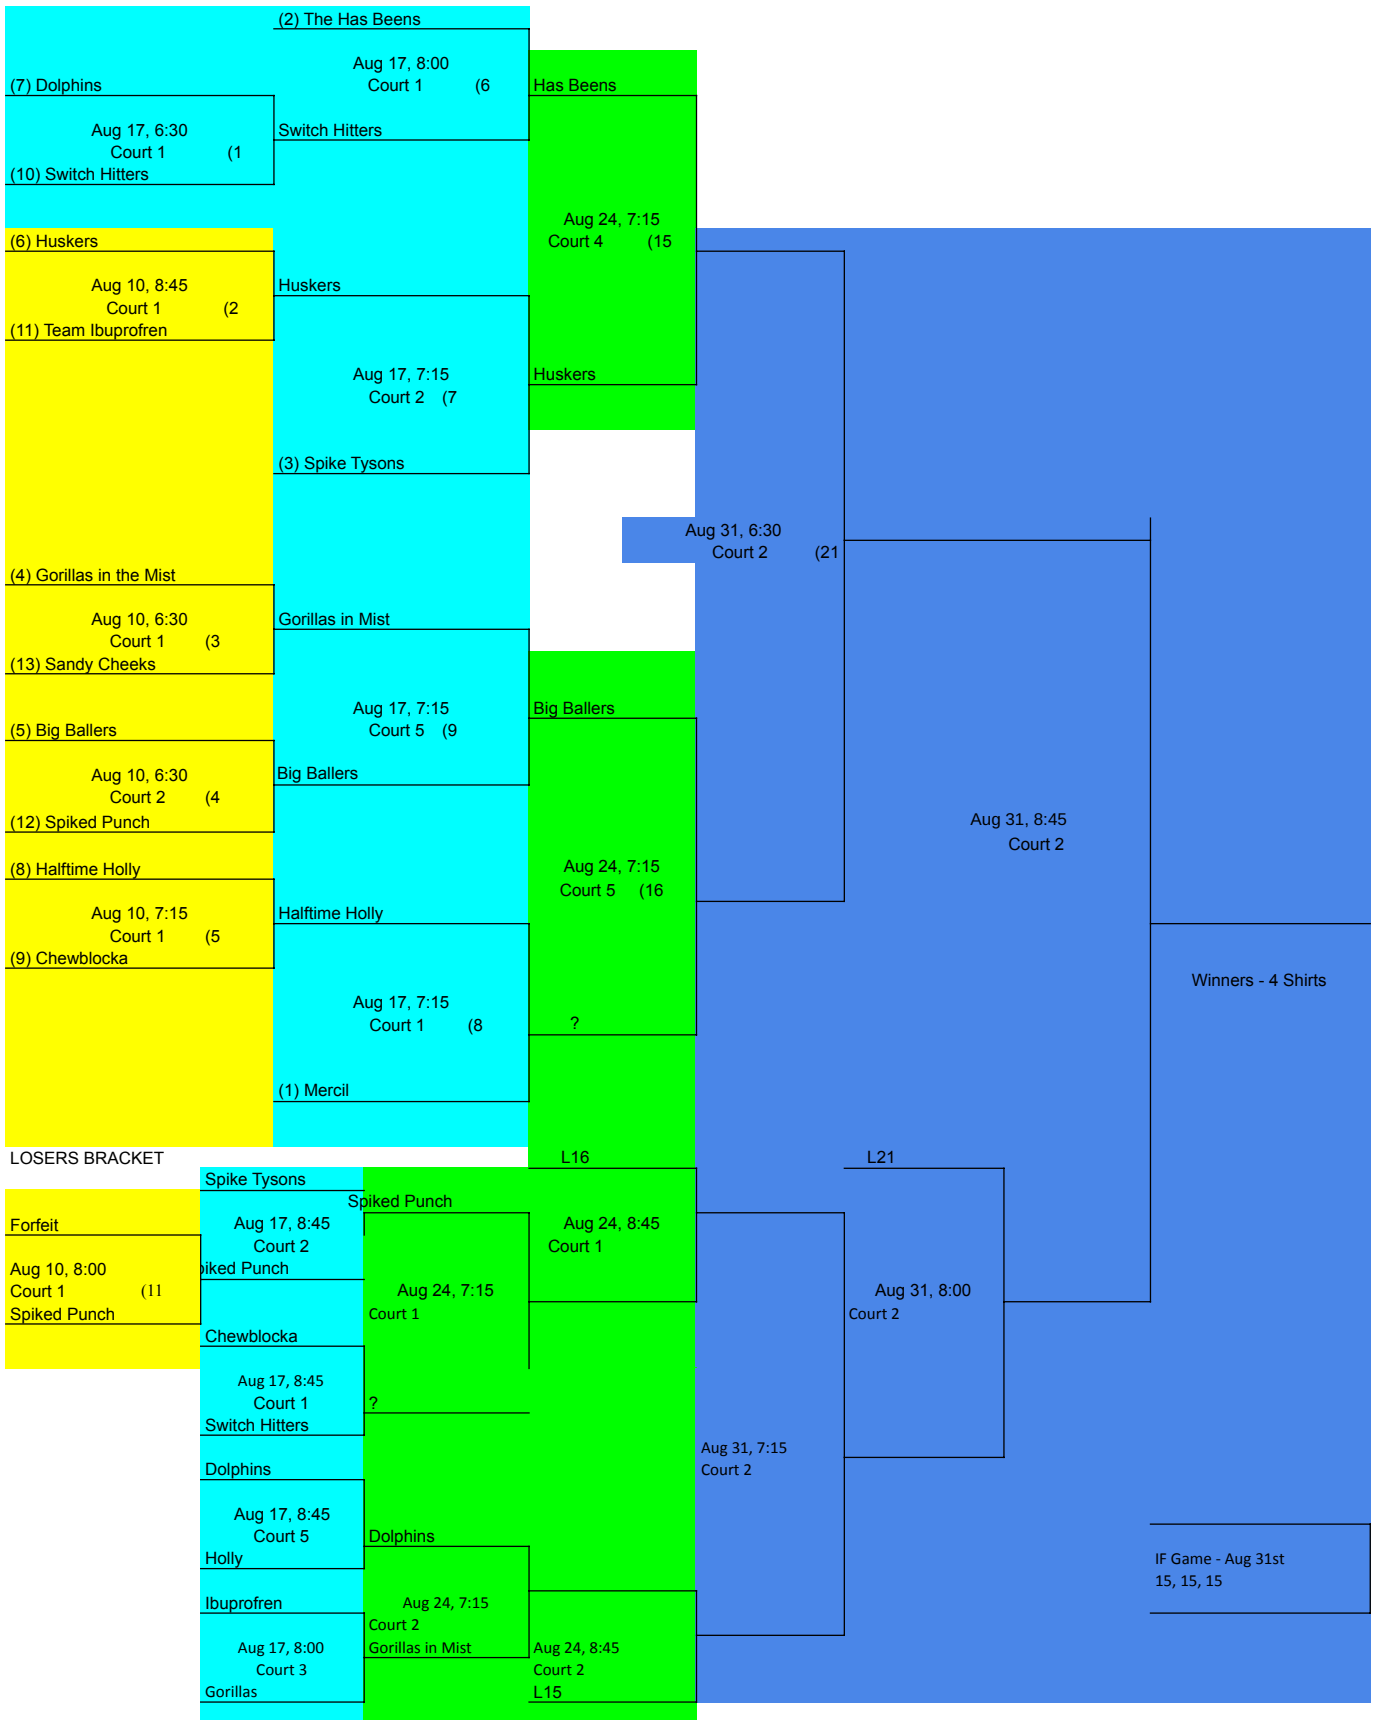 (2) The Has Beens
Aug 17, 8:00
(7) Dolphins
Court 1 (6
Has Beens
Aug 17, 6:30
Switch Hitters
Court 1 (1
(10) Switch Hitters
Aug 24, 7:15
(6) Huskers
Court 4 (15
Aug 10, 8:45
Huskers
Court 1 (2
(11) Team Ibuprofren
Aug 17, 7:15
Huskers
Court 2 (7
(3) Spike Tysons
Aug 31, 6:30
Court 2 (21
(4) Gorillas in the Mist
Aug 10, 6:30
Gorillas in Mist
Court 1 (3
(13) Sandy Cheeks
Aug 17, 7:15
Big Ballers
(5) Big Ballers
Court 5 (9
Aug 10, 6:30
Big Ballers
Court 2 (4
(12) Spiked Punch
Aug 31, 8:45
Court 2
(8) Halftime Holly
Aug 24, 7:15
Court 5 (16
Aug 10, 7:15
Halftime Holly
Court 1 (5
(9) Chewblocka
Winners - 4 Shirts
Aug 17, 7:15
Court 1 (8
?
(1) Mercil
LOSERS BRACKET
L16
L21
Spike Tysons
Spiked Punch
Forfeit
Aug 17, 8:45
Aug 24, 8:45
Court 2
Court 1
Aug 10, 8:00
iked Punch
Court 1 (11
Aug 24, 7:15
Aug 31, 8:00
Spiked Punch
Court 1
Court 2
Chewblocka
Aug 17, 8:45
Court 1
?
Switch Hitters
Aug 31, 7:15
Dolphins
Court 2
Aug 17, 8:45
Court 5
Dolphins
Holly
IF Game - Aug 31st
15, 15, 15
Ibuprofren
Aug 24, 7:15
Court 2
Aug 17, 8:00
Gorillas in Mist
Aug 24, 8:45
Court 3
Court 2
Gorillas
L15